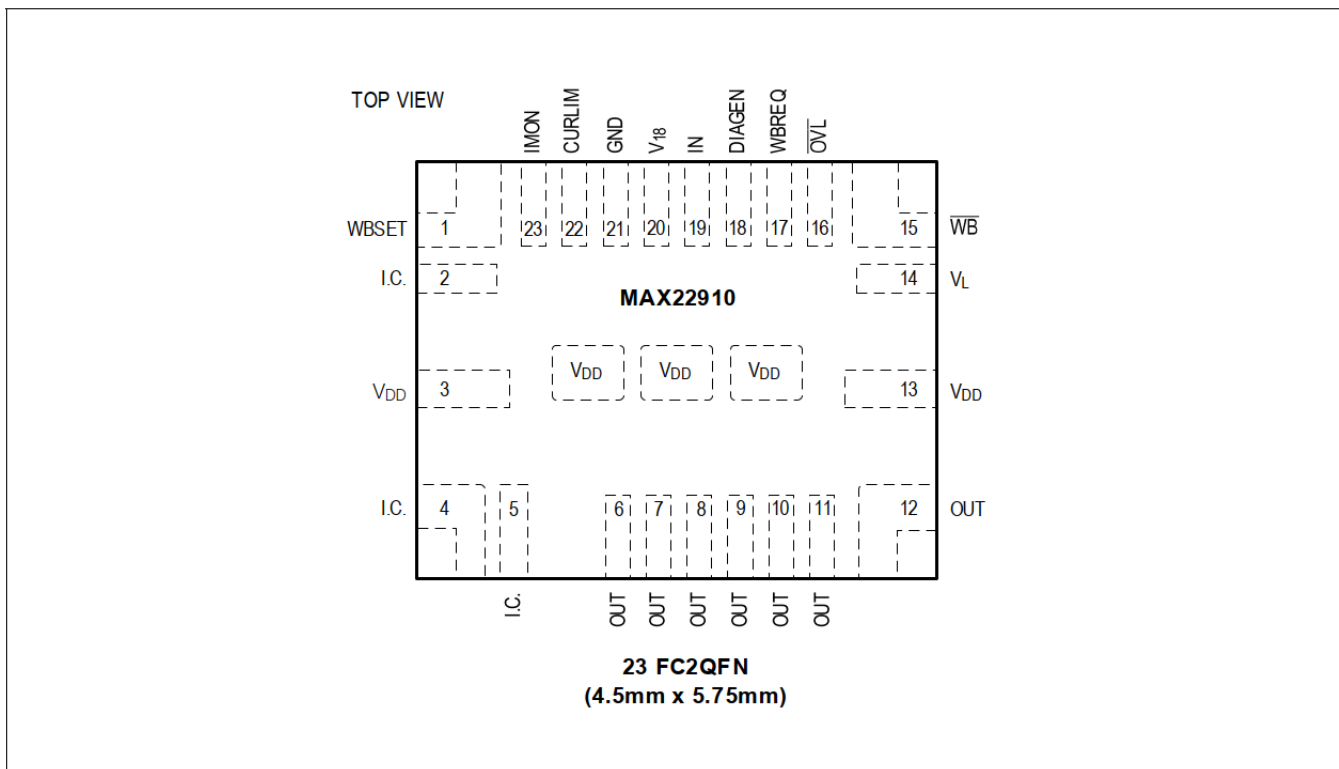 TOP VIEW
IMON
CURLIM
GND
V18
IN
DIAGEN
WBREQ
OVL
WBSET 1 23 22 21 20 19 18 17 16 15 WB
I.C. 2 14 VL
MAX22910
VDD VDD VDD
VDD 3 13 VDD
I.C. 4 5 6 7 8 9 10 11 12 OUT
I.C.
OUT
OUT
OUT
OUT
OUT
OUT
23 FC2QFN
(4.5mm x 5.75mm)